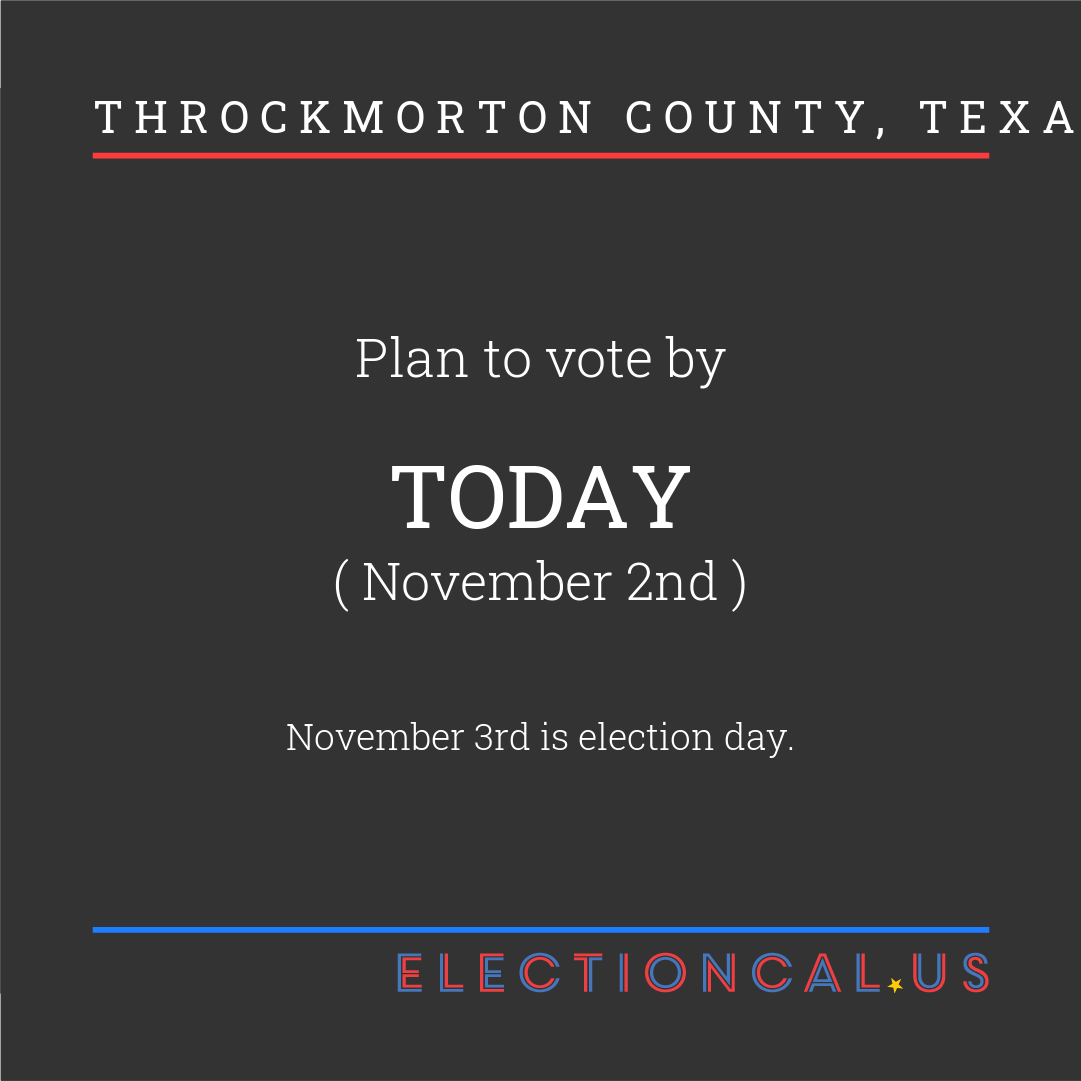 THROCKMORTON COUNTY, TEXA
Plan to vote by
TODAY
( November 2nd )
November 3rd is election day.
ELECTIONCAL.US